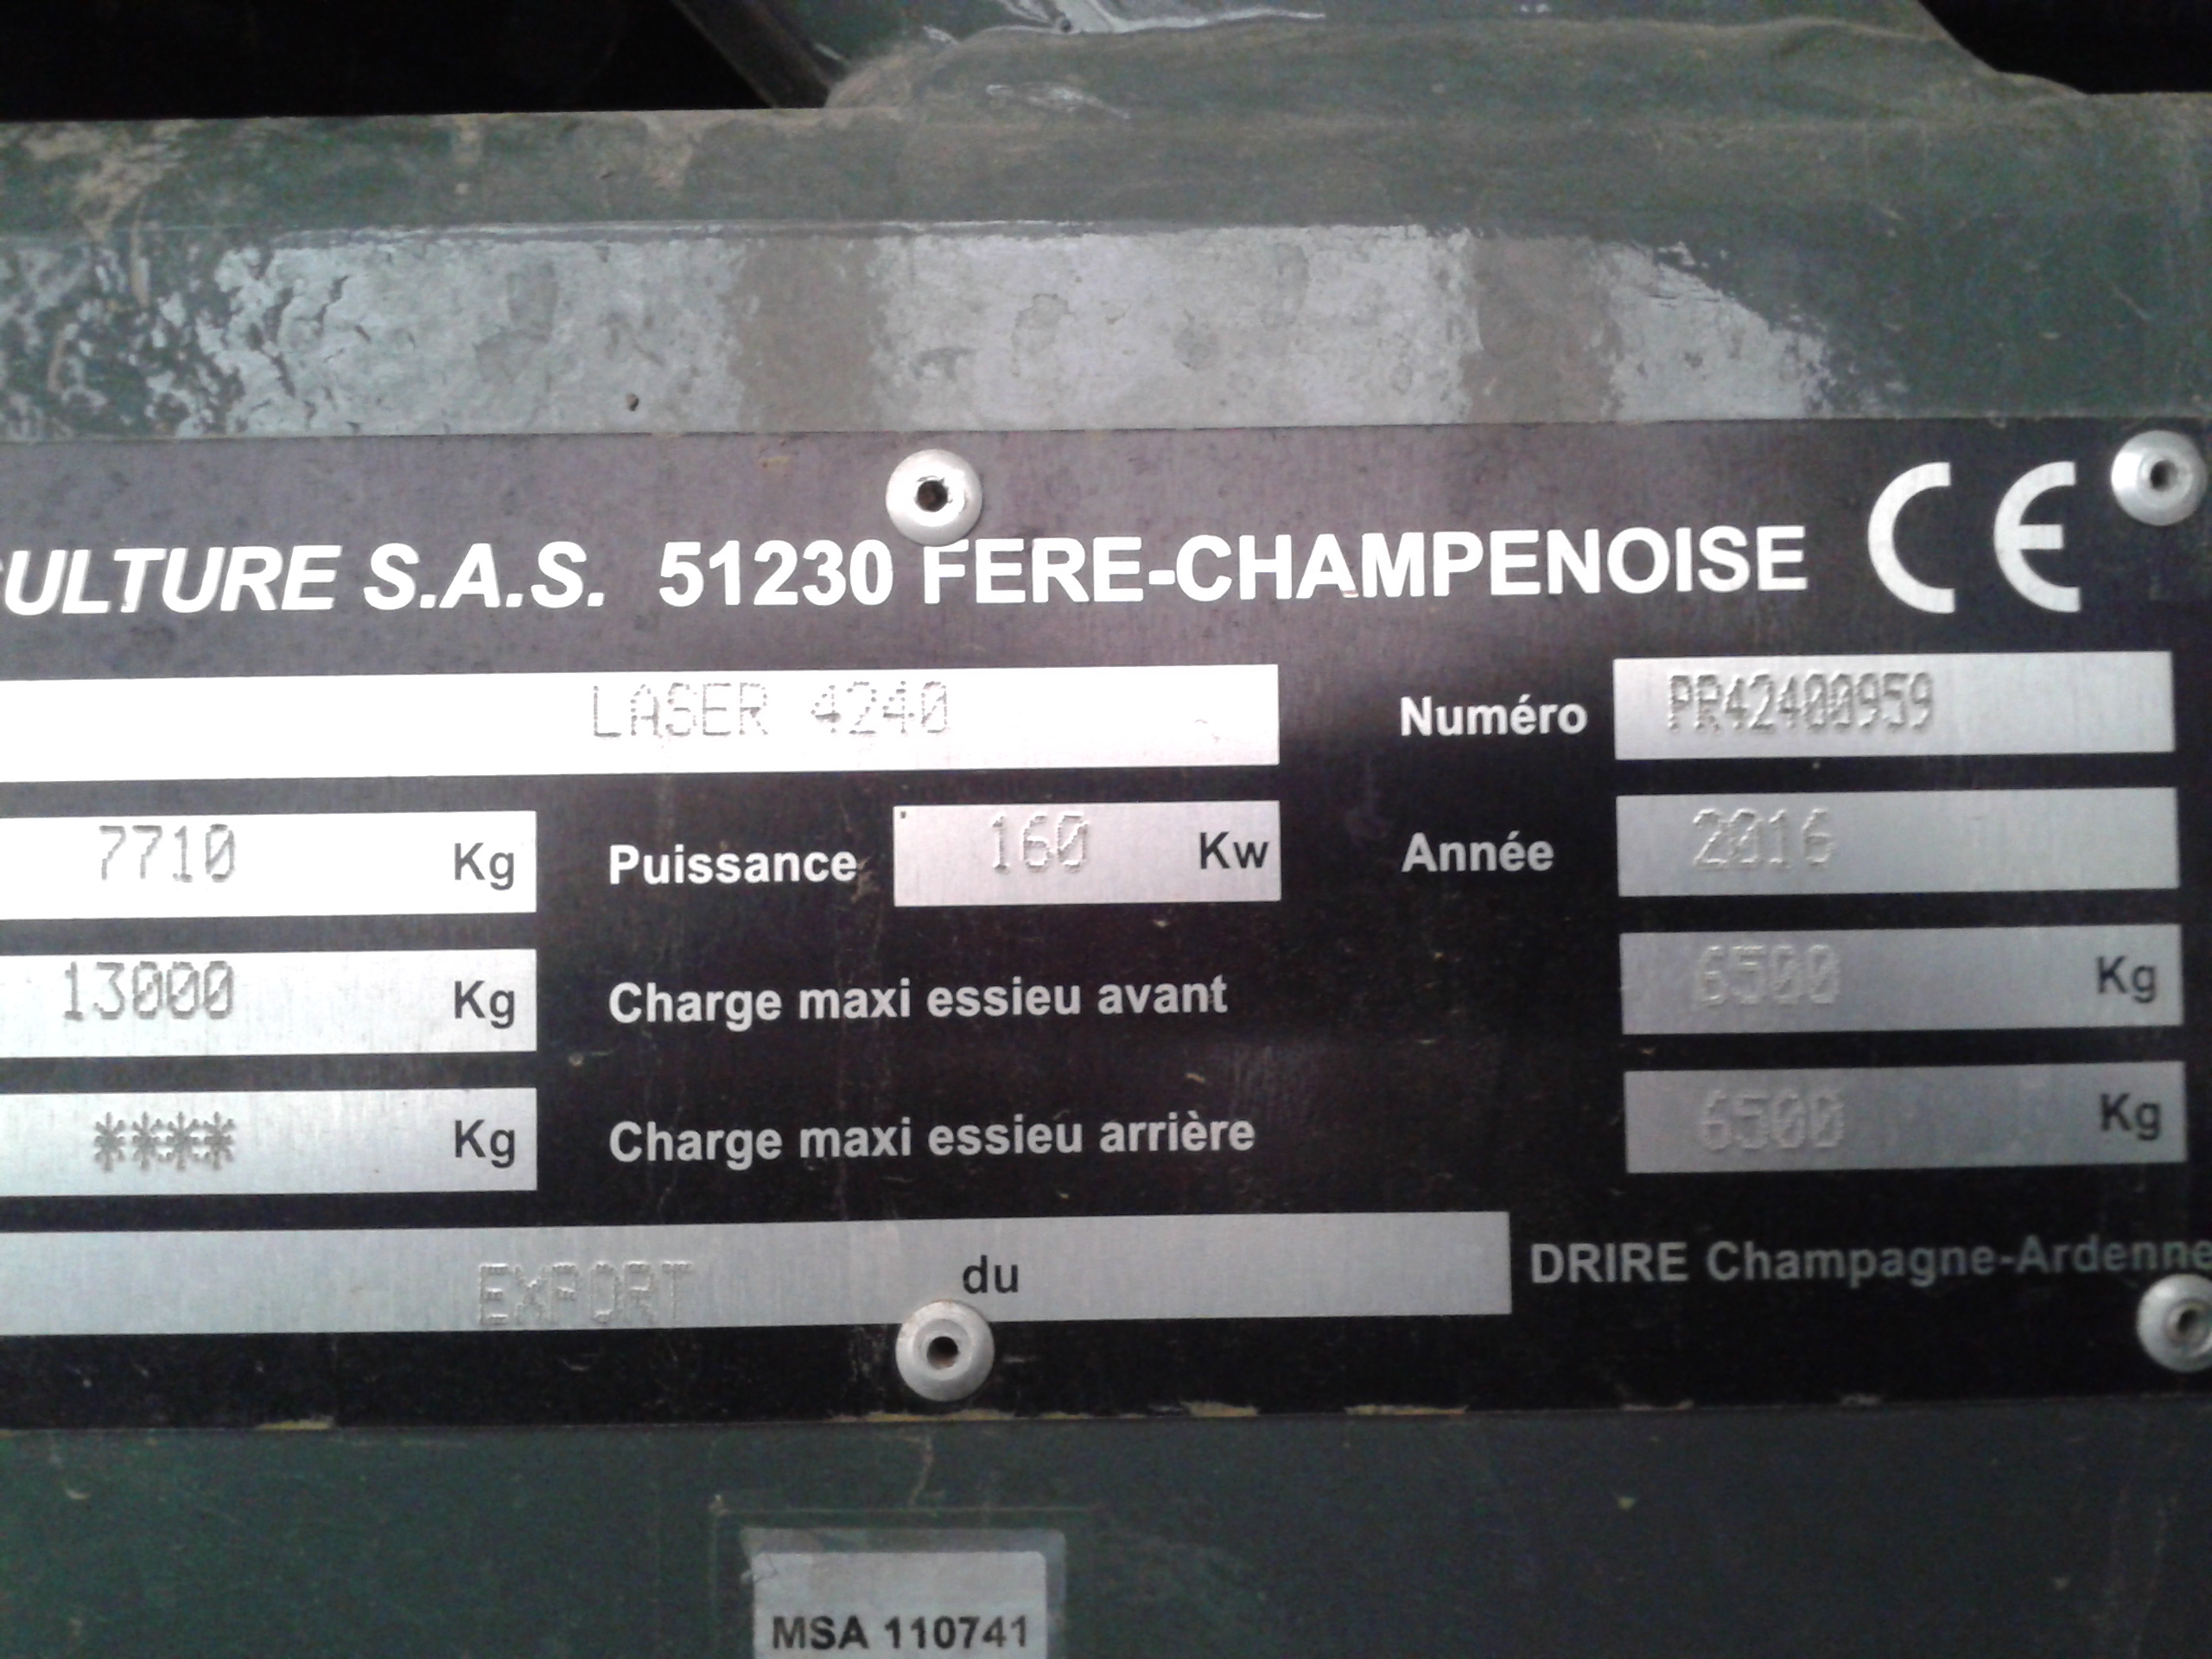 CULTURE S.A.S. 51230 FERE-CHAMPENOISE CE
LASER 4240 Numéro PR42400959
7710 Kg Puissance 160 Kw Année 2016
13000 Kg Charge maxi essieu avant 6500 Kg
**** Kg Charge maxi essieu arrière 6500 Kg
EXPORT du DRIRE Champagne-Ardenne
MSA 110741